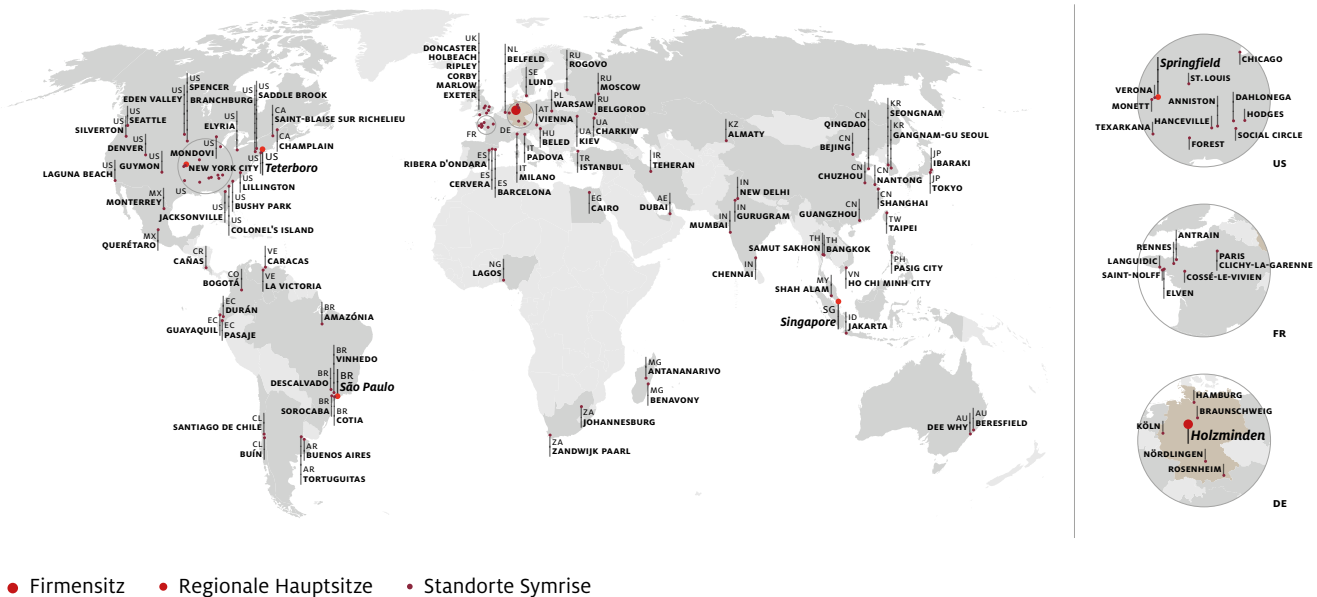 UK
DONCASTER
HOLBEACH
RIPLEY
CORBY
MARLOW
EXETER
NL
BELFELD
SE
LUND
RU
ROGOVO
RU
MOSCOW
PL
WARSAW
RU
BELGOROD
AT
VIENNA
UA
CHARKIW
UA
KIEV
HU
BELED
DE
FR
IT
PADOVA
IT
MILANO
TR
ISTANBUL
ES
RIBERA D'ONDARA
ES
CERVERA
ES
BARCELONA
US
SPENCER
US
EDEN VALLEY
BRANCHBURG
US
SADDLE BROOK
US
SEATTLE
US
SILVERTON
US
ELYRIA
CA
SAINT-BLAISE SUR RICHELIEU
CA
CHAMPLAIN
US
DENVER
US
MONDOVI
US
GUYMON
US
NEW YORK CITY
US
Teterboro
US
LAGUNA BEACH
US
LILLINGTON
US
US
BUSHY PARK
US
JACKSONVILLE
US
COLONEL'S ISLAND
MX
MONTERREY
MX
QUERÉTARO
CR
CAÑAS
VE
CARACAS
VE
LA VICTORIA
CO
BOGOTÁ
EC
DURÁN
EC
GUAYAQUIL
EC
PASAJE
BR
AMAZÓNIA
BR
VINHEDO
BR
DESCALVADO
BR
São Paulo
BR
SOROCABA
BR
COTIA
CL
SANTIAGO DE CHILE
CL
BUÍN
AR
BUENOS AIRES
AR
TORTUGUITAS
NG
LAGOS
EG
CAIRO
IR
TEHERAN
AE
DUBAI
KZ
ALMATY
MG
ANTANANARIVO
MG
BENAVONY
ZA
JOHANNESBURG
ZA
ZANDWIJK PAARL
IN
NEW DELHI
IN
GURUGRAM
IN
MUMBAI
IN
CHENNAI
KR
SEONGNAM
KR
GANGNAM-GU SEOUL
CN
QINGDAO
CN
BEJING
JP
IBARAKI
JP
TOKYO
CN
CHUZHOU
CN
NANTONG
CN
SHANGHAI
CN
GUANGZHOU
TW
TAIPEI
TH
SAMUT SAKHON
TH
BANGKOK
PH
PASIG CITY
VN
HO CHI MINH CITY
MY
SHAH ALAM
SG
Singapore
ID
JAKARTA
AU
DEE WHY
AU
BERESFIELD
CHICAGO
Springfield
ST.LOUIS
VERONA
MONETT
ANNISTON
DAHLONEGA
HANCEVILLE
HODGES
TEXARKANA
SOCIAL CIRCLE
FOREST
US
ANTRAIN
RENNES
PARIS
LANGUIDIC
CLICHY-LA-GARENNE
SAINT-NOLFF
COSSÉ-LE-VIVIEN
ELVEN
FR
HAMBURG
BRAUNSCHWEIG
KÖLN
Holzminden
NÖRDLINGEN
ROSENHEIM
DE
Firmensitz
Regionale Hauptsitze
Standorte Symrise